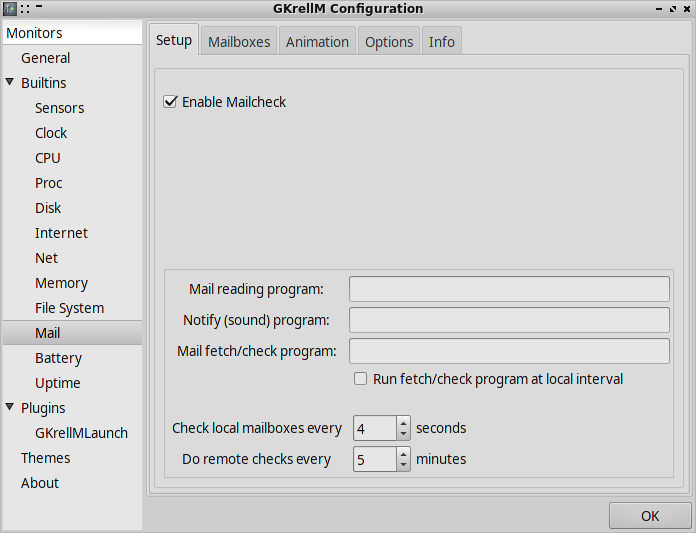 GKrellM Configuration
Monitors
General
Builtins
Sensors
Clock
CPU
Proc
Disk
Internet
Net
Memory
File System
Mail
Battery
Uptime
Plugins
GKrellMLaunch
Themes
About
Setup Mailboxes Animation Options Info
Enable Mailcheck
Mail reading program:
Notify (sound) program:
Mail fetch/check program:
Run fetch/check program at local interval
Check local mailboxes every 4 seconds
Do remote checks every 5 minutes
OK